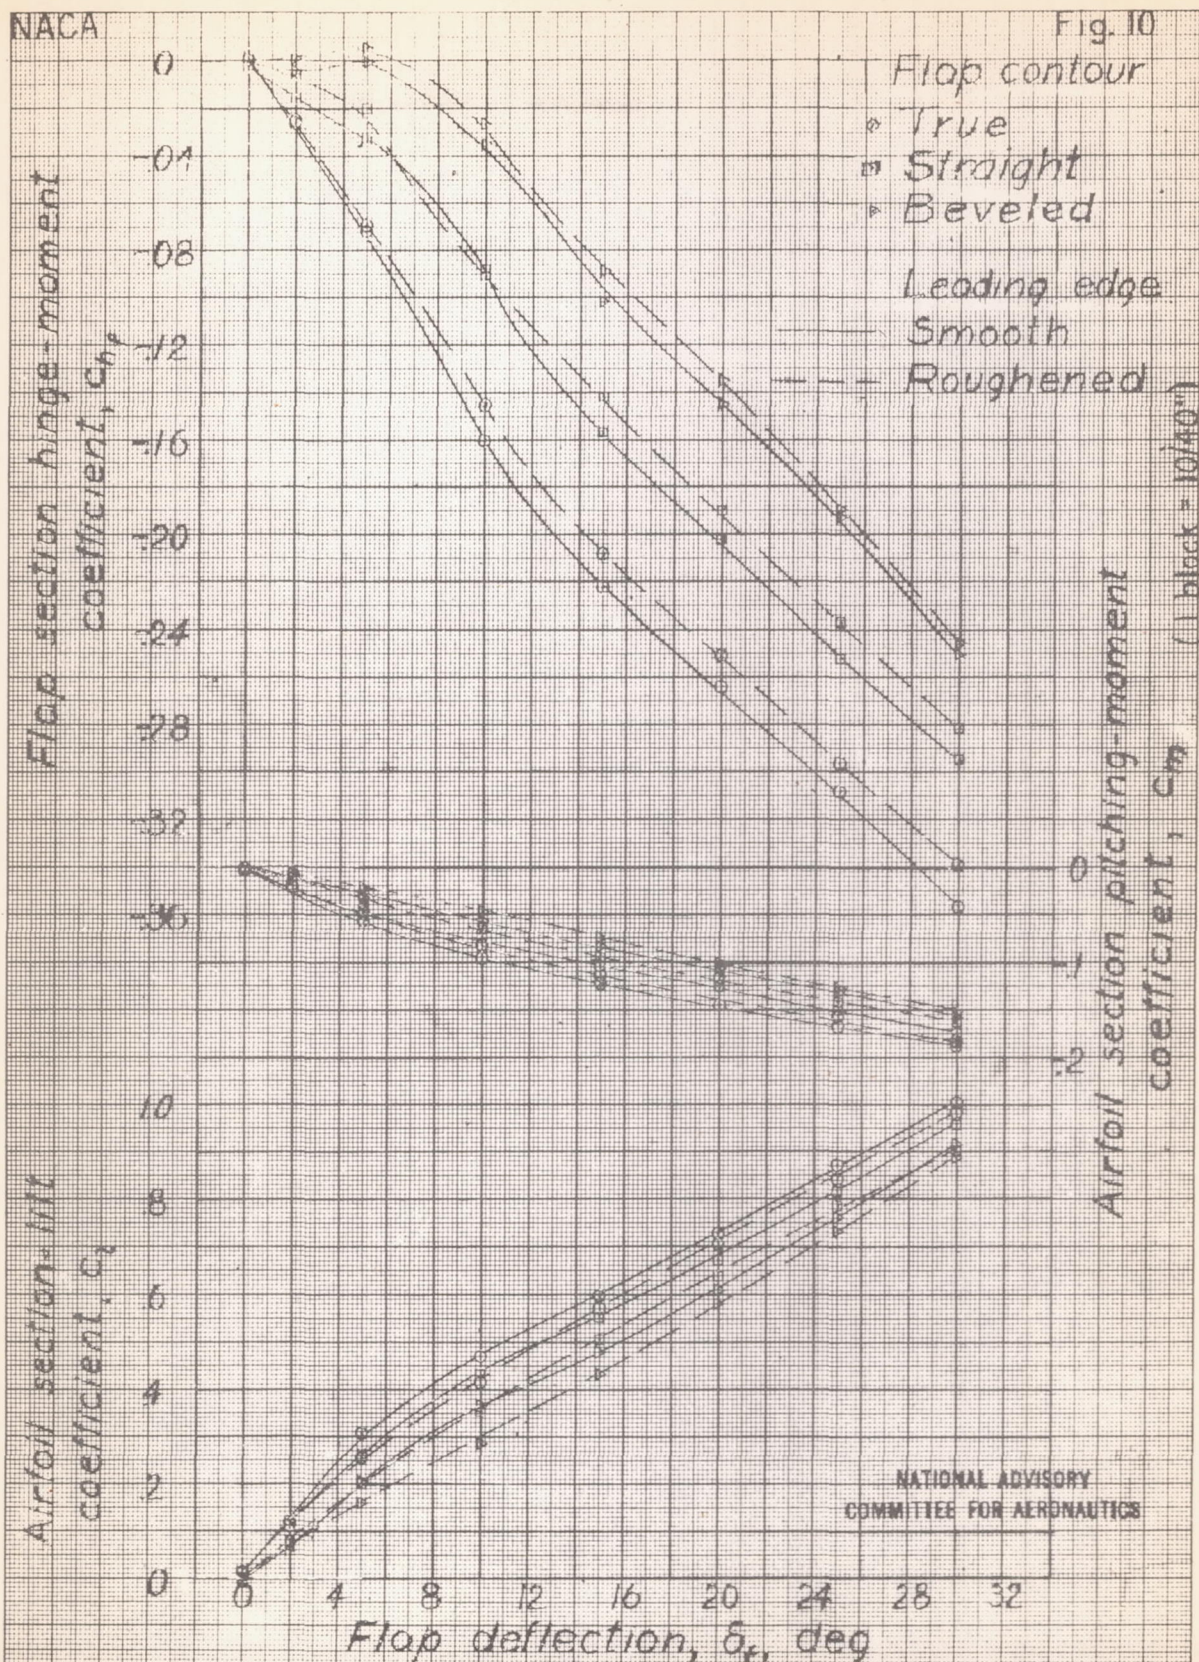 NACA
Fig. 10
Flap contour
True
Straight
Beveled
Leading edge
Smooth
Roughened
(1 block = 10/40")
Flap section hinge-moment
coefficient, c_hf
0
-.04
-.08
-.12
-.16
-.20
-.24
-.28
-.32
-.36
Airfoil section pitching-moment
coefficient, c_m
0
-.1
-.2
Airfoil section lift
coefficient, c_l
1.0
.8
.6
.4
.2
0
0 4 8 12 16 20 24 28 32
Flap deflection, δ_f, deg
NATIONAL ADVISORY
COMMITTEE FOR AERONAUTICS